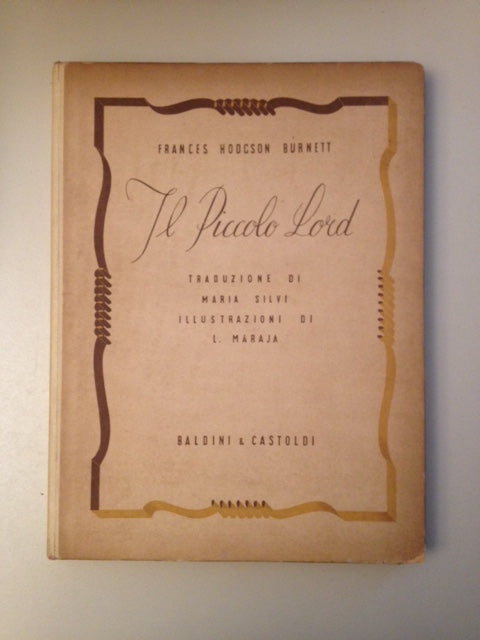 FRANCES HODGSON BURNETT
Il Piccolo Lord
TRADUZIONE DI
MARIA SILVI
ILLUSTRAZIONI DI
L. MARAJA
BALDINI & CASTOLDI